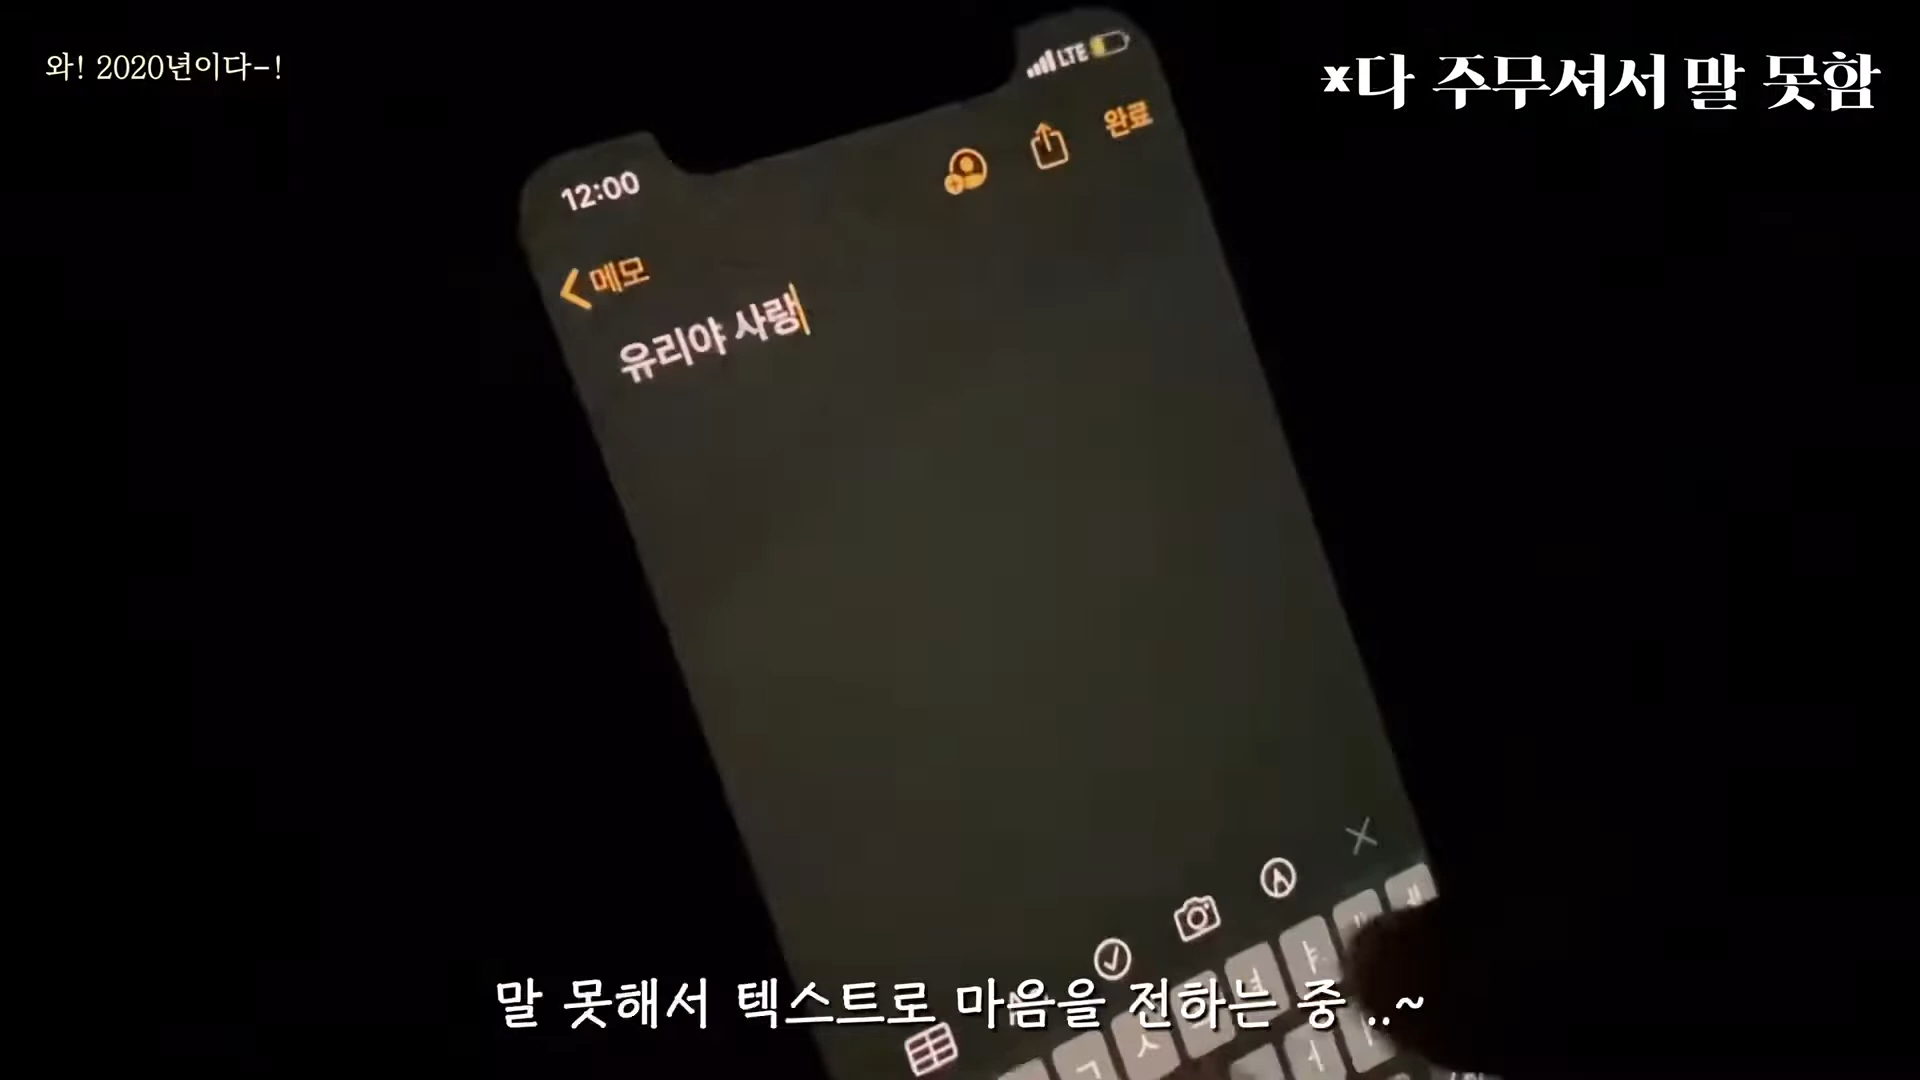 와! 2020년이다-!
*다 주무셔서 말 못함
LTE
12:00
완료
메모
유리야 사랑
말 못해서 텍스트로 마음을 전하는 중 ..~
ㄱ ㅅ